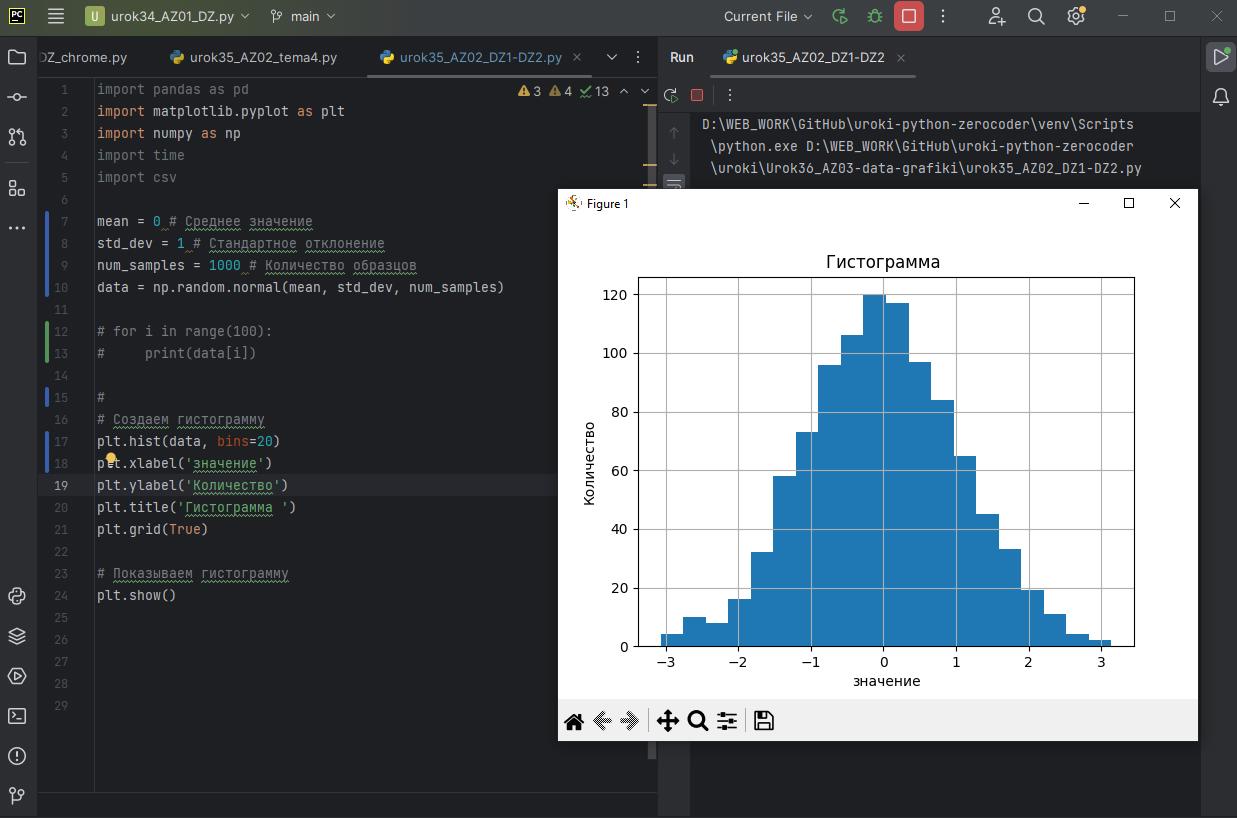 PC
U urok34_AZ01_DZ.py main Current File
DZ_chrome.py urok35_AZ02_tema4.py urok35_AZ02_DZ1-DZ2.py
Run urok35_AZ02_DZ1-DZ2
3 4 13
1 import pandas as pd
2 import matplotlib.pyplot as plt
3 import numpy as np
4 import time
5 import csv
6
7 mean = 0 # Среднее значение
8 std_dev = 1 # Стандартное отклонение
9 num_samples = 1000 # Количество образцов
10 data = np.random.normal(mean, std_dev, num_samples)
11
12 # for i in range(100):
13 #     print(data[i])
14
15 #
16 # Создаем гистограмму
17 plt.hist(data, bins=20)
18 plt.xlabel('значение')
19 plt.ylabel('Количество')
20 plt.title('Гистограмма ')
21 plt.grid(True)
22
23 # Показываем гистограмму
24 plt.show()
25
26
27
28
29
D:\WEB_WORK\GitHub\uroki-python-zerocoder\venv\Scripts
\python.exe D:\WEB_WORK\GitHub\uroki-python-zerocoder
\uroki\Urok36_AZ03-data-grafiki\urok35_AZ02_DZ1-DZ2.py
Figure 1
Гистограмма
Количество
120
100
80
60
40
20
0
−3 −2 −1 0 1 2 3
значение